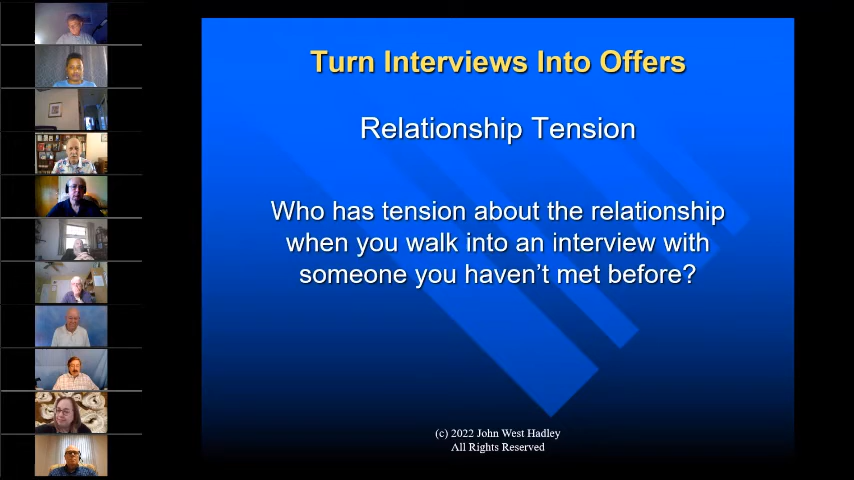 Turn Interviews Into Offers
Relationship Tension
Who has tension about the relationship
when you walk into an interview with
someone you haven't met before?
(c) 2022 John West Hadley
All Rights Reserved